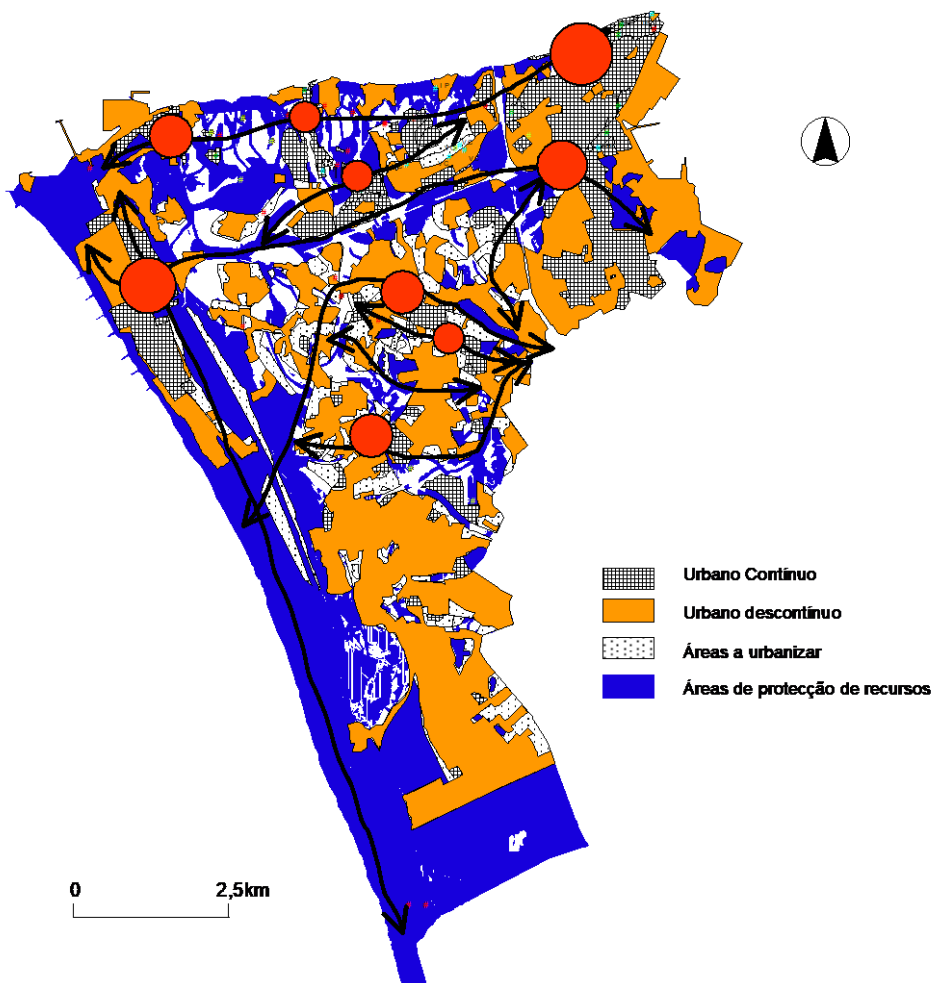 Urbano Contínuo
Urbano descontínuo
Áreas a urbanizar
Áreas de protecção de recursos
0 2,5km